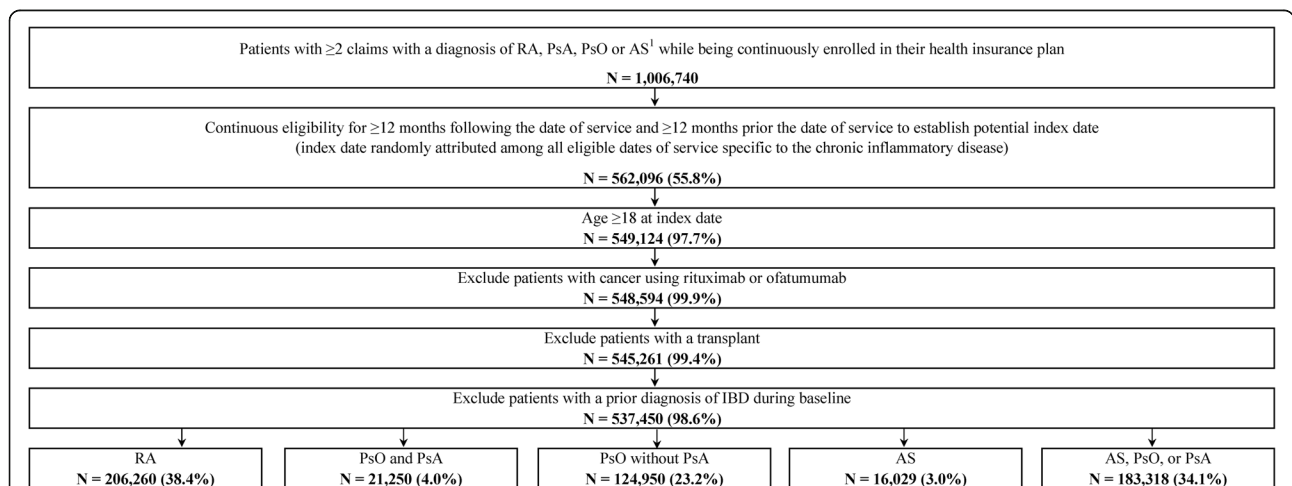 Patients with ≥2 claims with a diagnosis of RA, PsA, PsO or AS¹ while being continuously enrolled in their health insurance plan
N = 1,006,740
Continuous eligibility for ≥12 months following the date of service and ≥12 months prior the date of service to establish potential index date
(index date randomly attributed among all eligible dates of service specific to the chronic inflammatory disease)
N = 562,096 (55.8%)
Age ≥18 at index date
N = 549,124 (97.7%)
Exclude patients with cancer using rituximab or ofatumumab
N = 548,594 (99.9%)
Exclude patients with a transplant
N = 545,261 (99.4%)
Exclude patients with a prior diagnosis of IBD during baseline
N = 537,450 (98.6%)
RA
N = 206,260 (38.4%)
PsO and PsA
N = 21,250 (4.0%)
PsO without PsA
N = 124,950 (23.2%)
AS
N = 16,029 (3.0%)
AS, PsO, or PsA
N = 183,318 (34.1%)